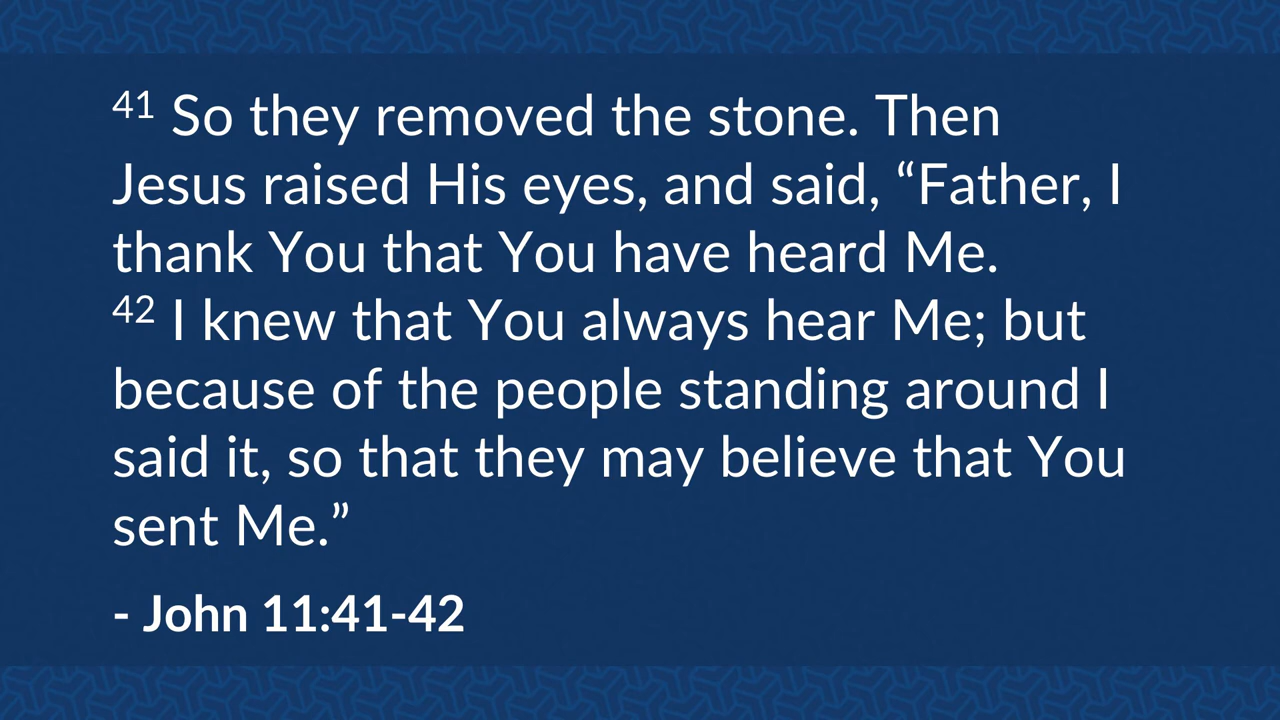 41 So they removed the stone. Then
Jesus raised His eyes, and said, “Father, I
thank You that You have heard Me.
42 I knew that You always hear Me; but
because of the people standing around I
said it, so that they may believe that You
sent Me.”
- John 11:41-42